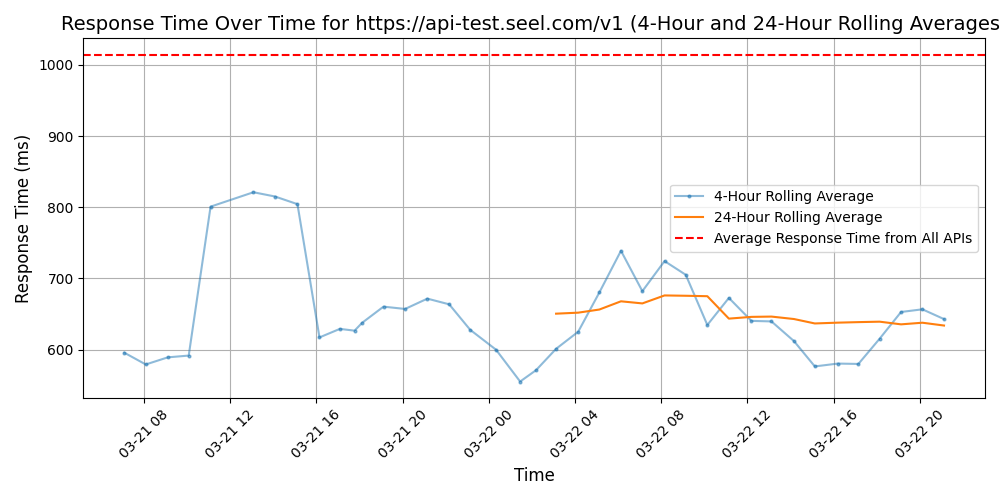 Response Time Over Time for https://api-test.seel.com/v1 (4-Hour and 24-Hour Rolling Averages
1000
900
800
700
600
Response Time (ms)
4-Hour Rolling Average
24-Hour Rolling Average
Average Response Time from All APIs
03-21 08
03-21 12
03-21 16
03-21 20
03-22 00
03-22 04
03-22 08
03-22 12
03-22 16
03-22 20
Time